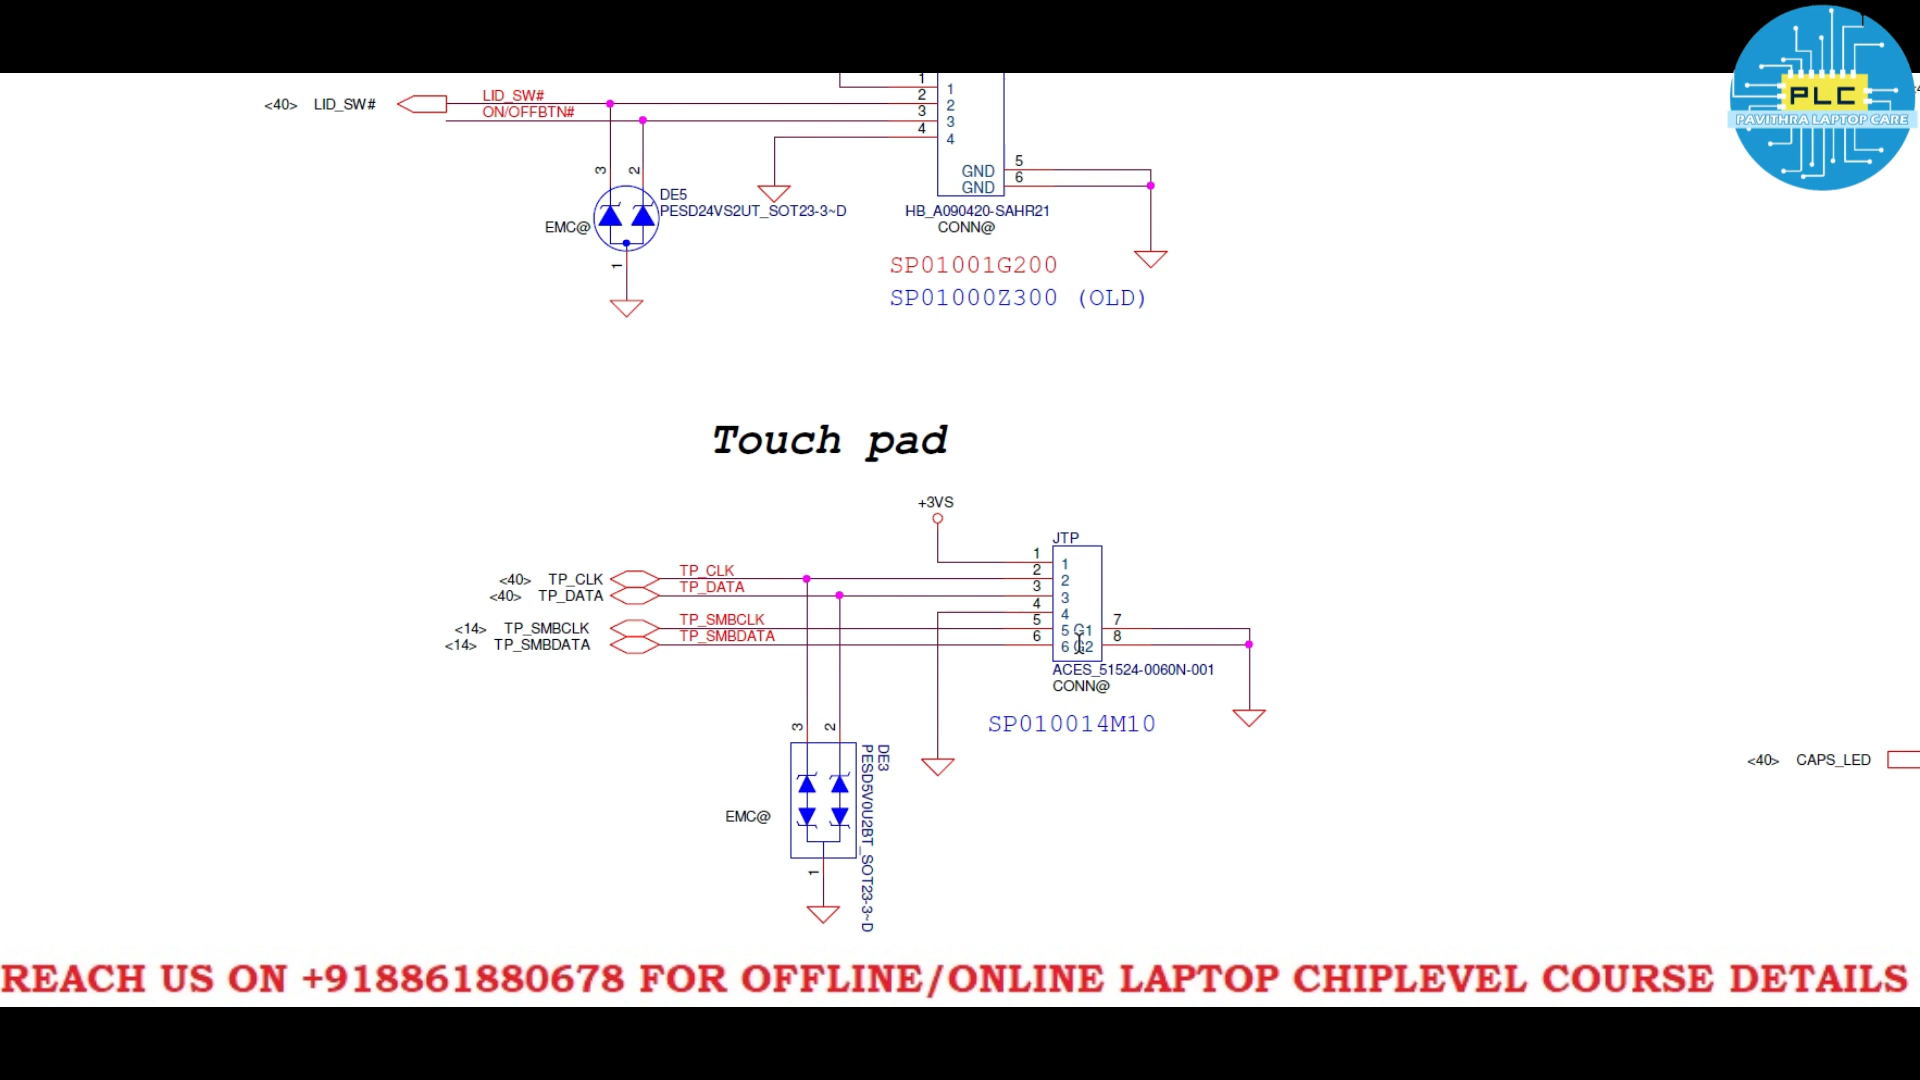 PLC
PAVITHRA LAPTOP CARE
<40> LID_SW#
LID_SW#
ON/OFFBTN#
1
2
3
4
1
2
3
4
GND
GND
5
6
3
2
DE5
PESD24VS2UT_SOT23-3~D
EMC@
1
HB_A090420-SAHR21
CONN@
SP01001G200
SP01000Z300 (OLD)
Touch pad
+3VS
JTP
<40> TP_CLK
<40> TP_DATA
<14> TP_SMBCLK
<14> TP_SMBDATA
TP_CLK
TP_DATA
TP_SMBCLK
TP_SMBDATA
1
2
3
4
5
6
1
2
3
4
5 G1
6 G2
7
8
ACES_51524-0060N-001
CONN@
SP010014M10
3
2
DE3
PESD5V0U2BT_SOT23-3~D
EMC@
1
<40> CAPS_LED
REACH US ON +918861880678 FOR OFFLINE/ONLINE LAPTOP CHIPLEVEL COURSE DETAILS